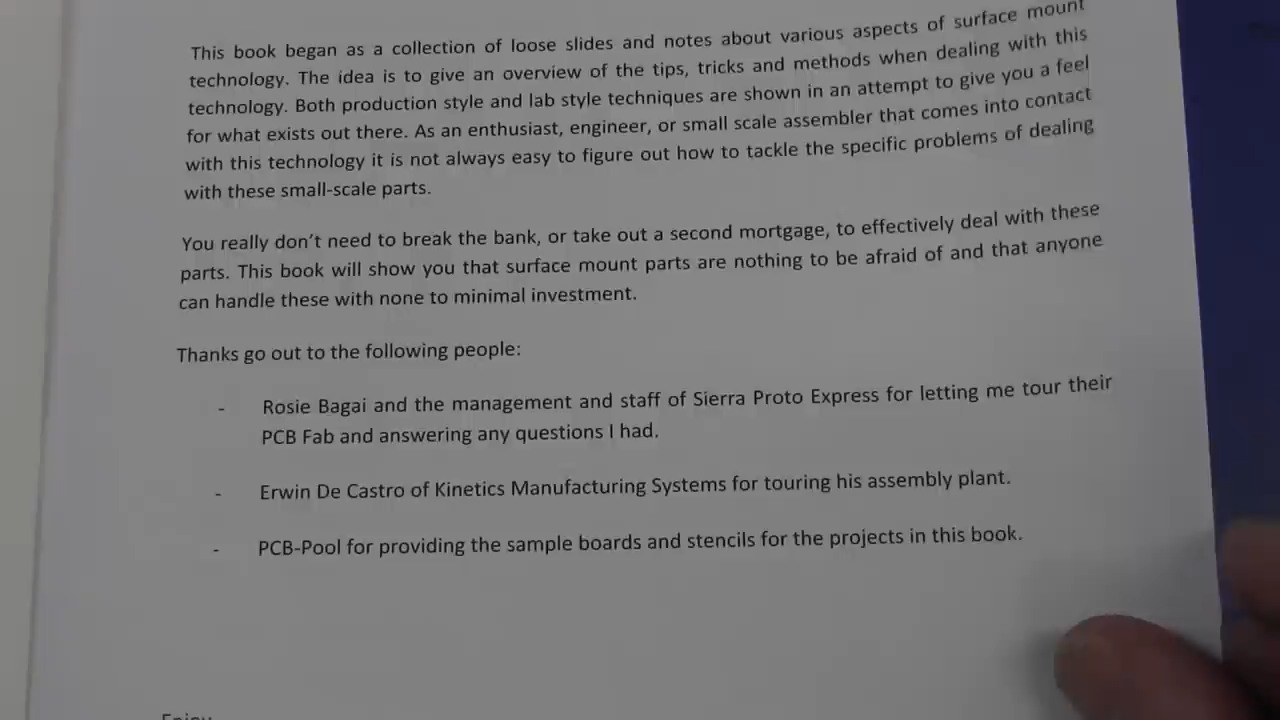 This book began as a collection of loose slides and notes about various aspects of surface mount
technology. The idea is to give an overview of the tips, tricks and methods when dealing with this
technology. Both production style and lab style techniques are shown in an attempt to give you a feel
for what exists out there. As an enthusiast, engineer, or small scale assembler that comes into contact
with this technology it is not always easy to figure out how to tackle the specific problems of dealing
with these small-scale parts.
You really don't need to break the bank, or take out a second mortgage, to effectively deal with these
parts. This book will show you that surface mount parts are nothing to be afraid of and that anyone
can handle these with none to minimal investment.
Thanks go out to the following people:
- Rosie Bagai and the management and staff of Sierra Proto Express for letting me tour their
PCB Fab and answering any questions I had.
- Erwin De Castro of Kinetics Manufacturing Systems for touring his assembly plant.
- PCB-Pool for providing the sample boards and stencils for the projects in this book.
Enjoy